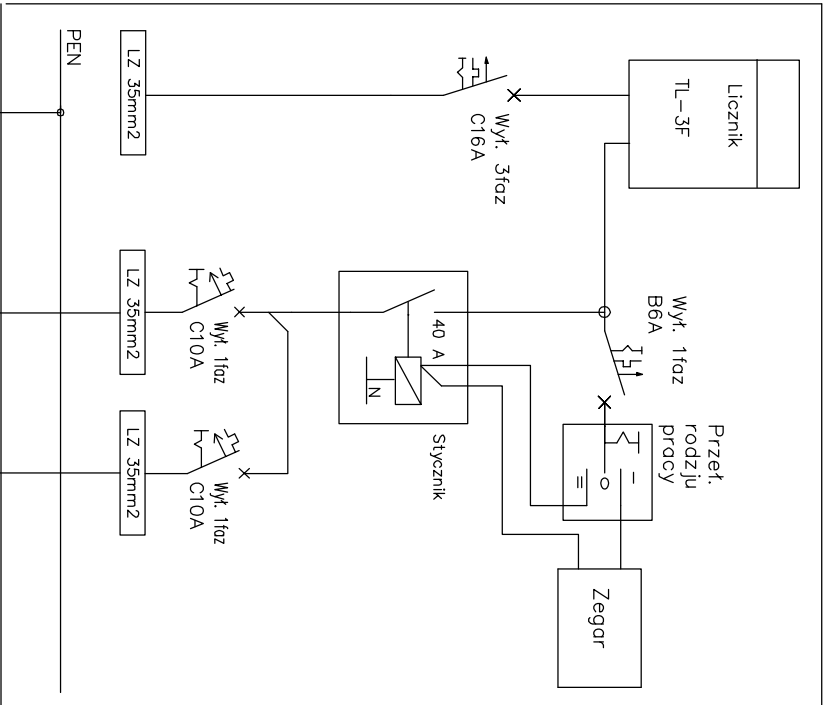 Licznik
TL-3F
Wył. 3faz
C16A
LZ 35mm2
PEN
Wył. 1faz
B6A
Przeł.
rodzju
pracy
I
O
II
Zegar
40 A
N
Stycznik
Wył. 1faz
C10A
LZ 35mm2
Wył. 1faz
C10A
LZ 35mm2